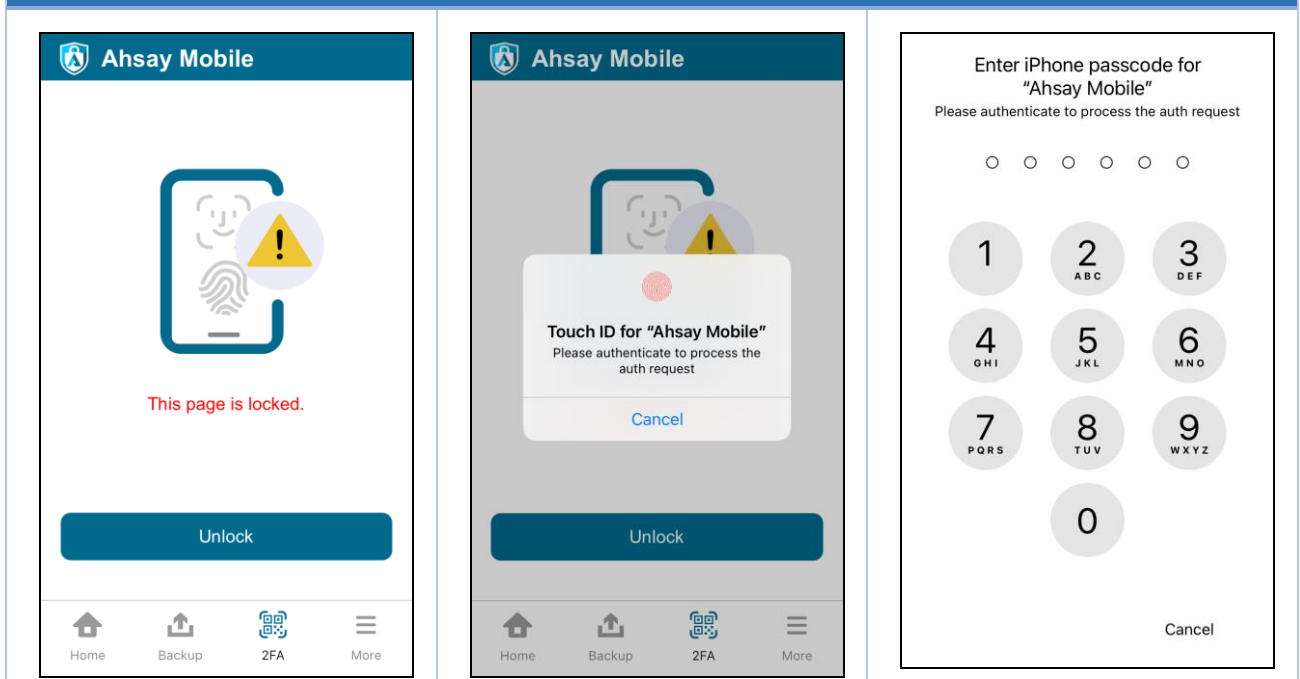 Ahsay Mobile
This page is locked.
Unlock
Home
Backup
2FA
More
Ahsay Mobile
Touch ID for “Ahsay Mobile”
Please authenticate to process the
auth request
Cancel
Unlock
Home
Backup
2FA
More
Enter iPhone passcode for
“Ahsay Mobile”
Please authenticate to process the auth request
1
2
ABC
3
DEF
4
GHI
5
JKL
6
MNO
7
PQRS
8
TUV
9
WXYZ
0
Cancel